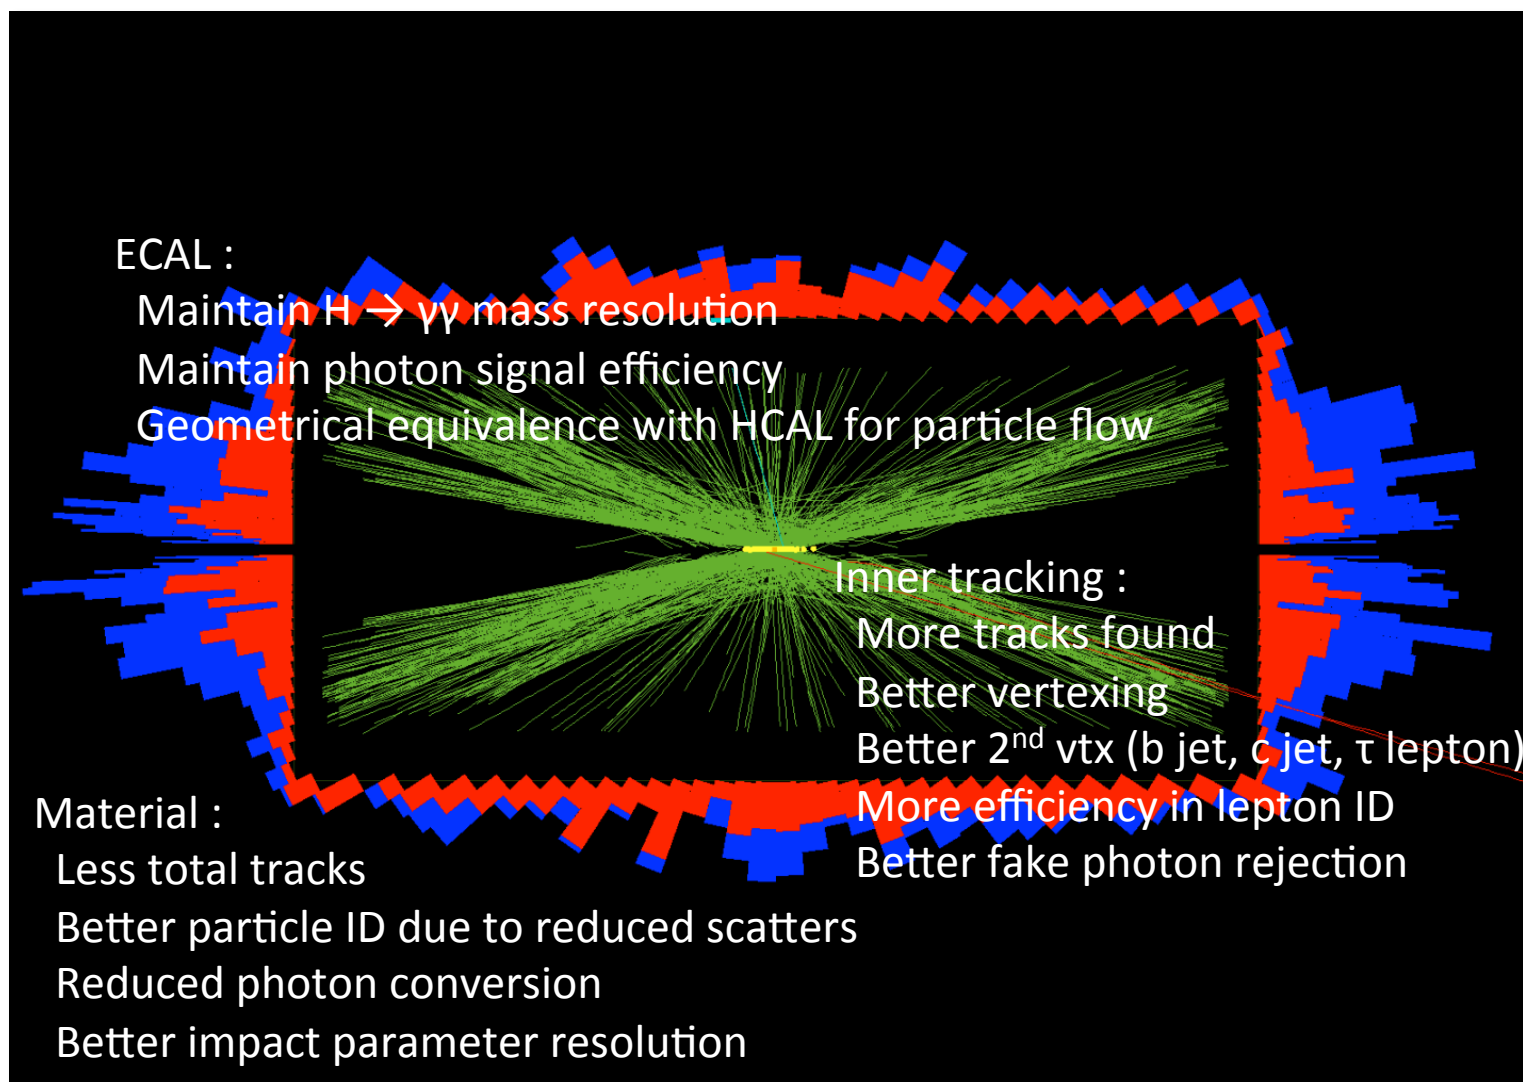 ECAL :
Maintain H → γγ mass resolution
Maintain photon signal efficiency
Geometrical equivalence with HCAL for particle flow
Inner tracking :
More tracks found
Better vertexing
Better 2nd vtx (b jet, c jet, τ lepton)
More efficiency in lepton ID
Better fake photon rejection
Material :
Less total tracks
Better particle ID due to reduced scatters
Reduced photon conversion
Better impact parameter resolution